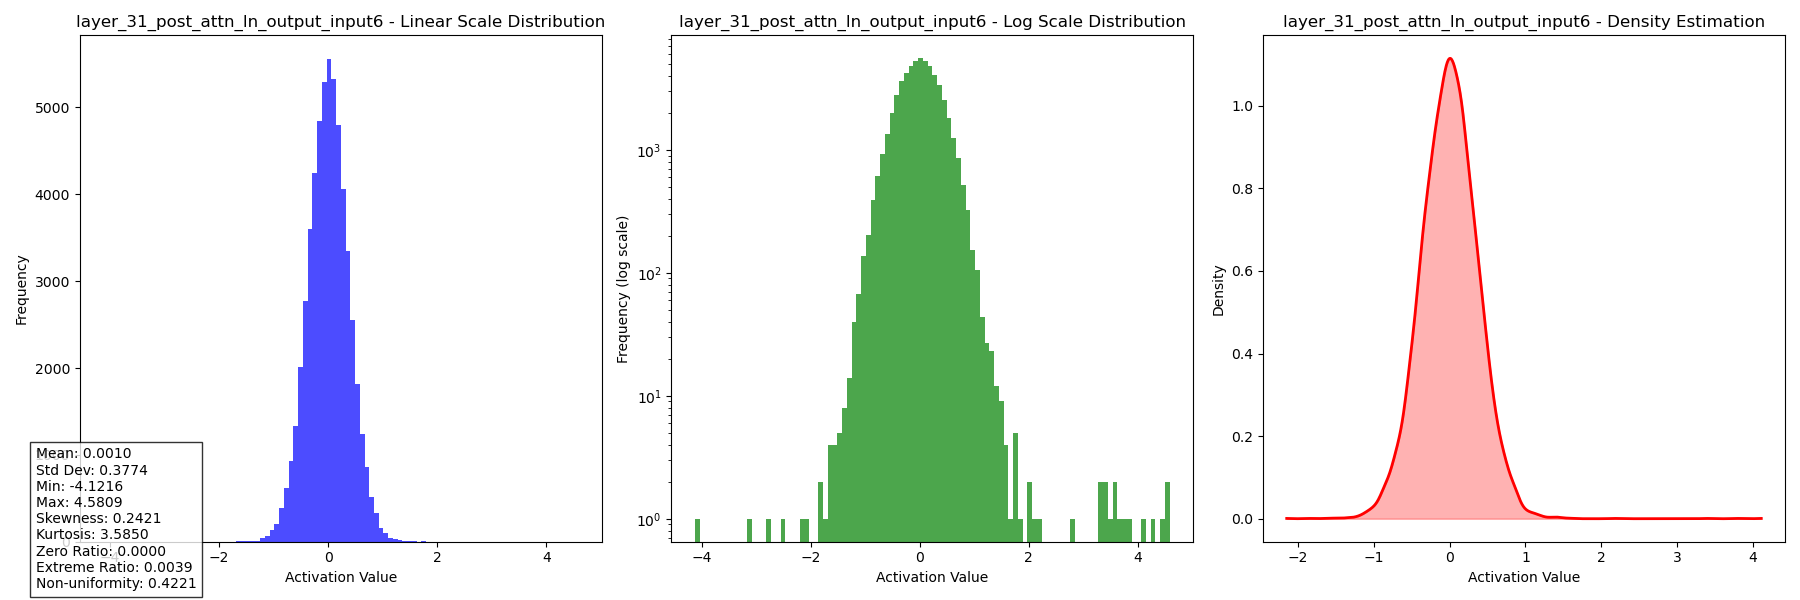 layer_31_post_attn_ln_output_input6 - Linear Scale Distribution
5000
4000
3000
2000
Frequency
−2
0
2
4
Activation Value
Mean: 0.0010
Std Dev: 0.3774
Min: -4.1216
Max: 4.5809
Skewness: 0.2421
Kurtosis: 3.5850
Zero Ratio: 0.0000
Extreme Ratio: 0.0039
Non-uniformity: 0.4221
layer_31_post_attn_ln_output_input6 - Log Scale Distribution
10³
10²
10¹
10⁰
Frequency (log scale)
−4
−2
0
2
4
Activation Value
layer_31_post_attn_ln_output_input6 - Density Estimation
1.0
0.8
0.6
0.4
0.2
0.0
Density
−2
−1
0
1
2
3
4
Activation Value